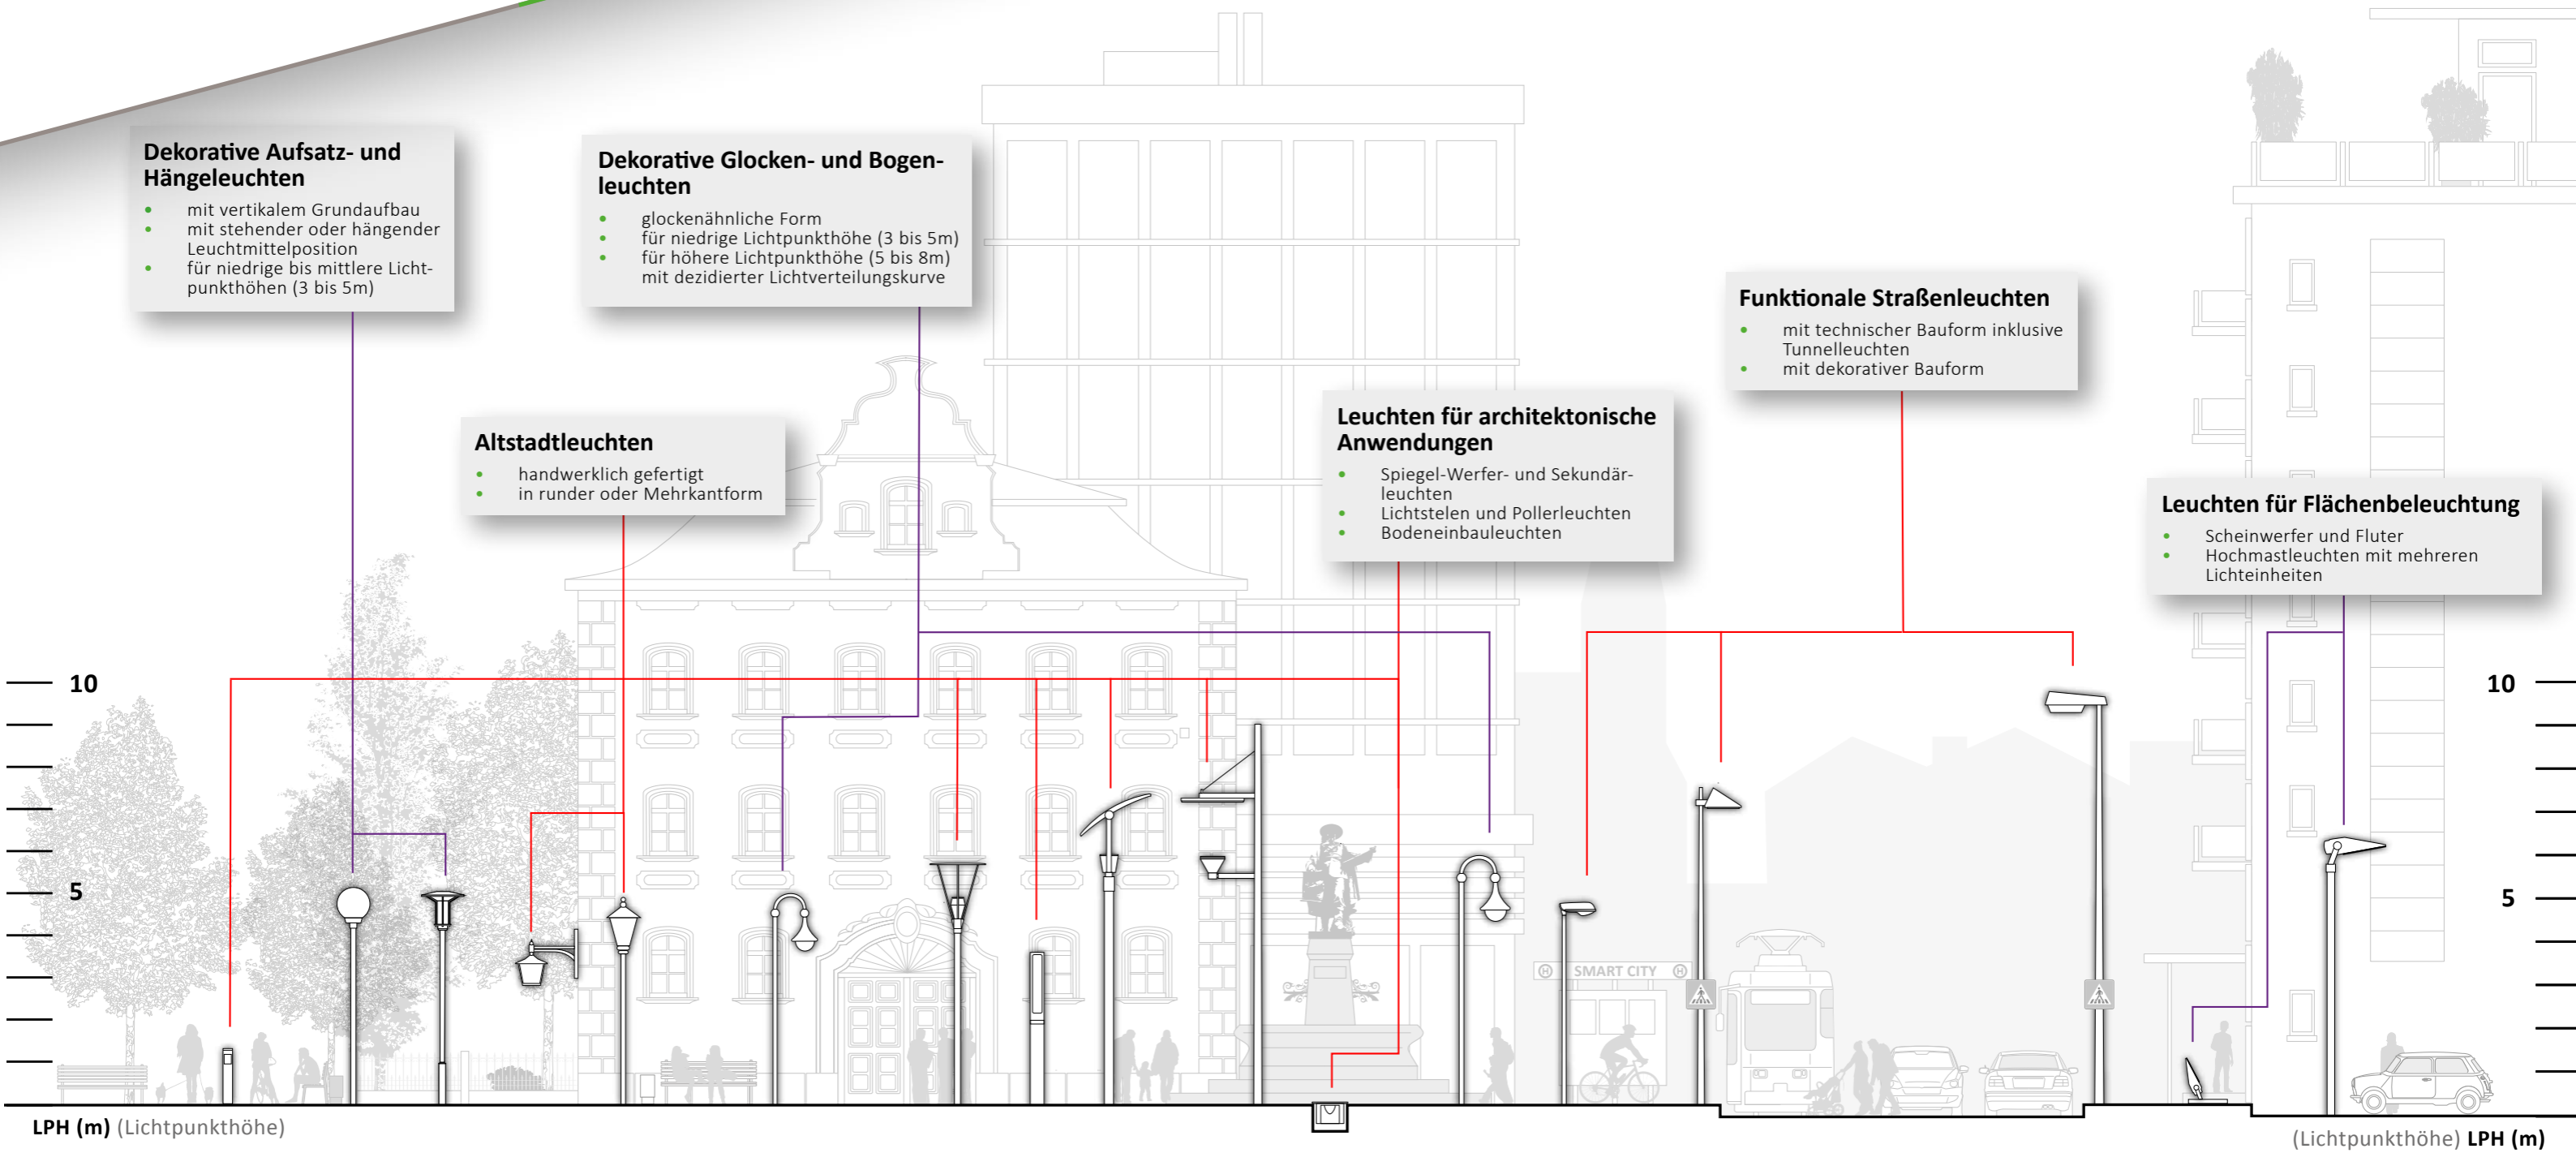 Dekorative Aufsatz- und
Hängeleuchten
• mit vertikalem Grundaufbau
• mit stehender oder hängender
Leuchtmittelposition
• für niedrige bis mittlere Licht-
punkthöhen (3 bis 5m)
Dekorative Glocken- und Bogen-
leuchten
• glockenähnliche Form
• für niedrige Lichtpunkthöhe (3 bis 5m)
• für höhere Lichtpunkthöhe (5 bis 8m)
mit dezidierter Lichtverteilungskurve
Altstadtleuchten
• handwerklich gefertigt
• in runder oder Mehrkantform
Leuchten für architektonische
Anwendungen
• Spiegel-Werfer- und Sekundär-
leuchten
• Lichtstelen und Pollerleuchten
• Bodeneinbauleuchten
Funktionale Straßenleuchten
• mit technischer Bauform inklusive
Tunnelleuchten
• mit dekorativer Bauform
Leuchten für Flächenbeleuchtung
• Scheinwerfer und Fluter
• Hochmastleuchten mit mehreren
Lichteinheiten
10
10
5
5
H SMART CITY H
LPH (m) (Lichtpunkthöhe)
(Lichtpunkthöhe) LPH (m)